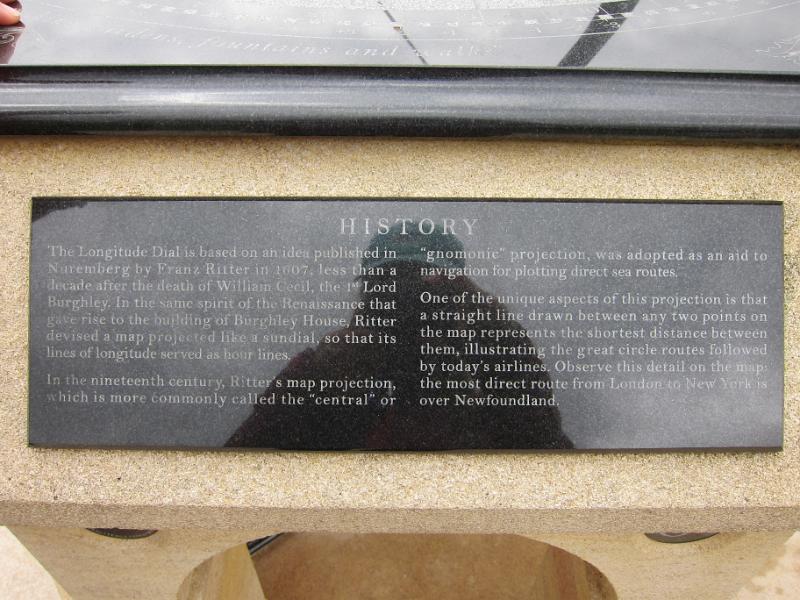 gardens, fountains and walks
HISTORY
The Longitude Dial is based on an idea published in
Nuremberg by Franz Ritter in 1607, less than a
decade after the death of William Cecil, the 1st Lord
Burghley. In the same spirit of the Renaissance that
gave rise to the building of Burghley House, Ritter
devised a map projected like a sundial, so that its
lines of longitude served as hour lines.
In the nineteenth century, Ritter's map projection,
which is more commonly called the "central" or
"gnomonic" projection, was adopted as an aid to
navigation for plotting direct sea routes.
One of the unique aspects of this projection is that
a straight line drawn between any two points on
the map represents the shortest distance between
them, illustrating the great circle routes followed
by today's airlines. Observe this detail on the map:
the most direct route from London to New York is
over Newfoundland.